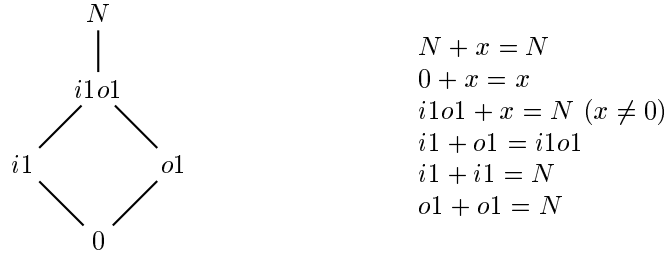 N
i1o1
i1 o1
0
N + x = N
0 + x = x
i1o1 + x = N (x ≠ 0)
i1 + o1 = i1o1
i1 + i1 = N
o1 + o1 = N